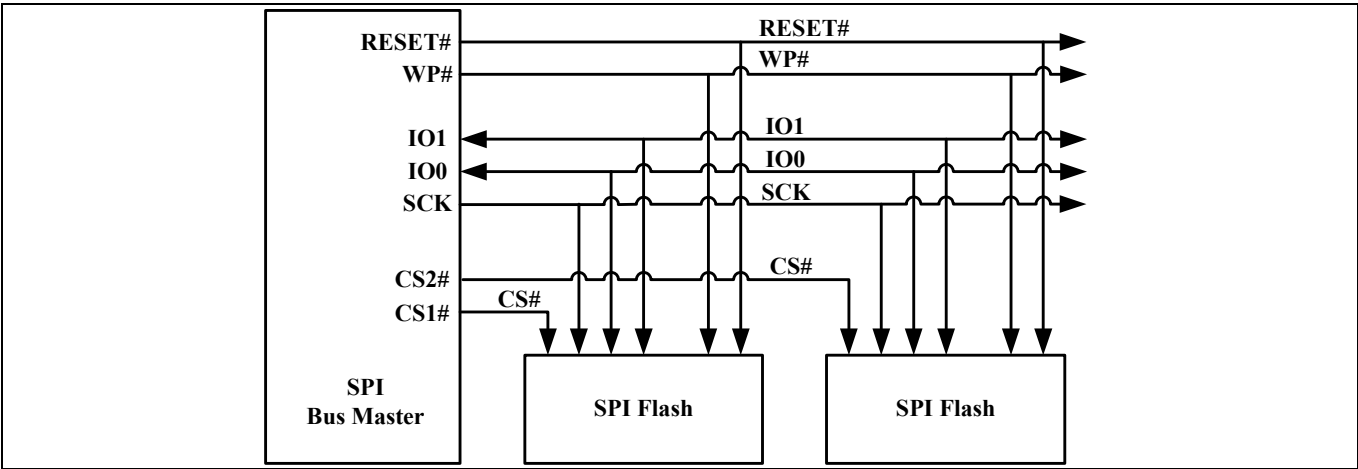 RESET#
RESET#
WP#
WP#
IO1
IO1
IO0
IO0
SCK
SCK
CS2#
CS#
CS1#
CS#
SPI
Bus Master
SPI Flash
SPI Flash